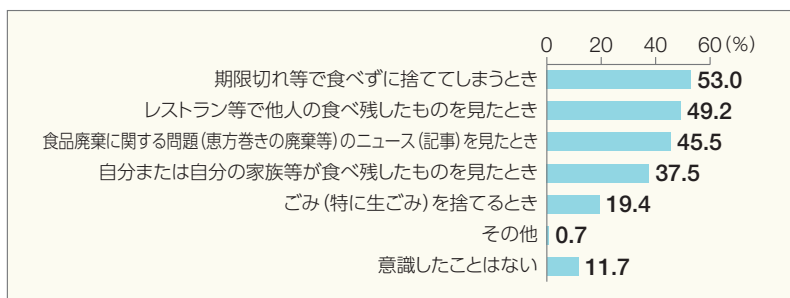 0 20 40 60(%)
期限切れ等で食べずに捨ててしまうとき 53.0
レストラン等で他人の食べ残したものを見たとき 49.2
食品廃棄に関する問題(恵方巻きの廃棄等)のニュース(記事)を見たとき 45.5
自分または自分の家族等が食べ残したものを見たとき 37.5
ごみ(特に生ごみ)を捨てるとき 19.4
その他 0.7
意識したことはない 11.7